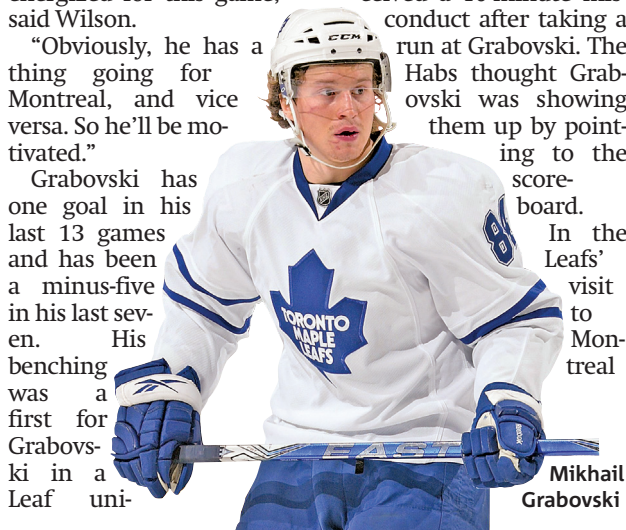 said Wilson.
“Obviously, he has a
thing going for
Montreal, and vice
versa. So he’ll be mo-
tivated.”
Grabovski has
one goal in his
last 13 games
and has been
a minus-five
in his last sev-
en. His
benching
was a
first for
Grabovs-
ki in a
Leaf uni-
conduct after taking a
run at Grabovski. The
Habs thought Grab-
ovski was showing
them up by point-
ing to the
score-
board.
In the
Leafs’
visit
to
Mon-
treal
CCM
TORONTO
MAPLE
LEAFS
EAST
Reebok
Mikhail
Grabovski